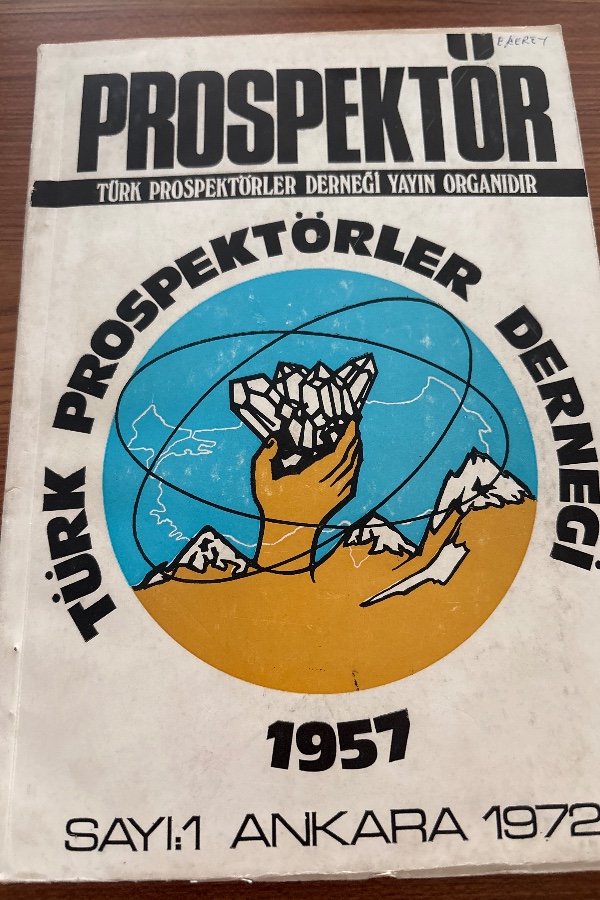 PROSPEKTÖR
TÜRK PROSPEKTÖRLER DERNEĞİ YAYIN ORGANIDIR
TÜRK PROSPEKTÖRLER DERNEĞİ
1957
SAYI:1 ANKARA 1972